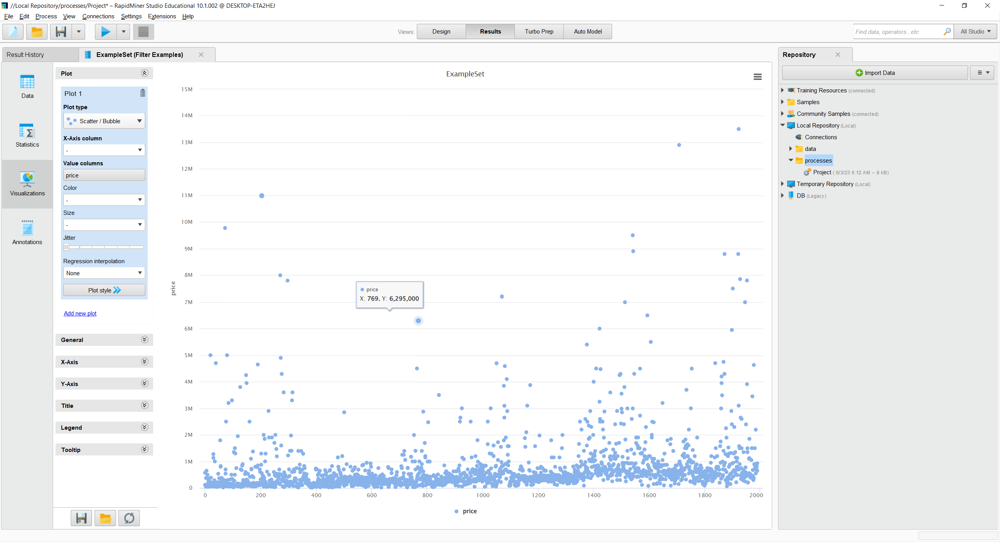 //Local Repository/processes/Project* – RapidMiner Studio Educational 10.1.002 @ DESKTOP-ETA2HEJ
File Edit Process View Connections Settings Extensions Help
Views: Design Results Turbo Prep Auto Model
Find data, operators...etc All Studio
Result History
ExampleSet (Filter Examples)
Data
Statistics
Visualizations
Annotations
Plot
Plot 1
Plot type
Scatter / Bubble
X-Axis column
-
Value columns
price
Color
-
Size
-
Jitter
Regression interpolation
None
Plot style
Add new plot
General
X-Axis
Y-Axis
Title
Legend
Tooltip
ExampleSet
15M
14M
13M
12M
11M
10M
9M
8M
7M
6M
5M
4M
3M
2M
1M
0
price
price
X: 769, Y: 6,295,000
0 200 400 600 800 1000 1200 1400 1600 1800 2000
price
Repository
Import Data
Training Resources (connected)
Samples
Community Samples (connected)
Local Repository (Local)
Connections
data
processes
Project ( 6/3/23 6:12 AM – 8 kB)
Temporary Repository (Local)
DB (Legacy)